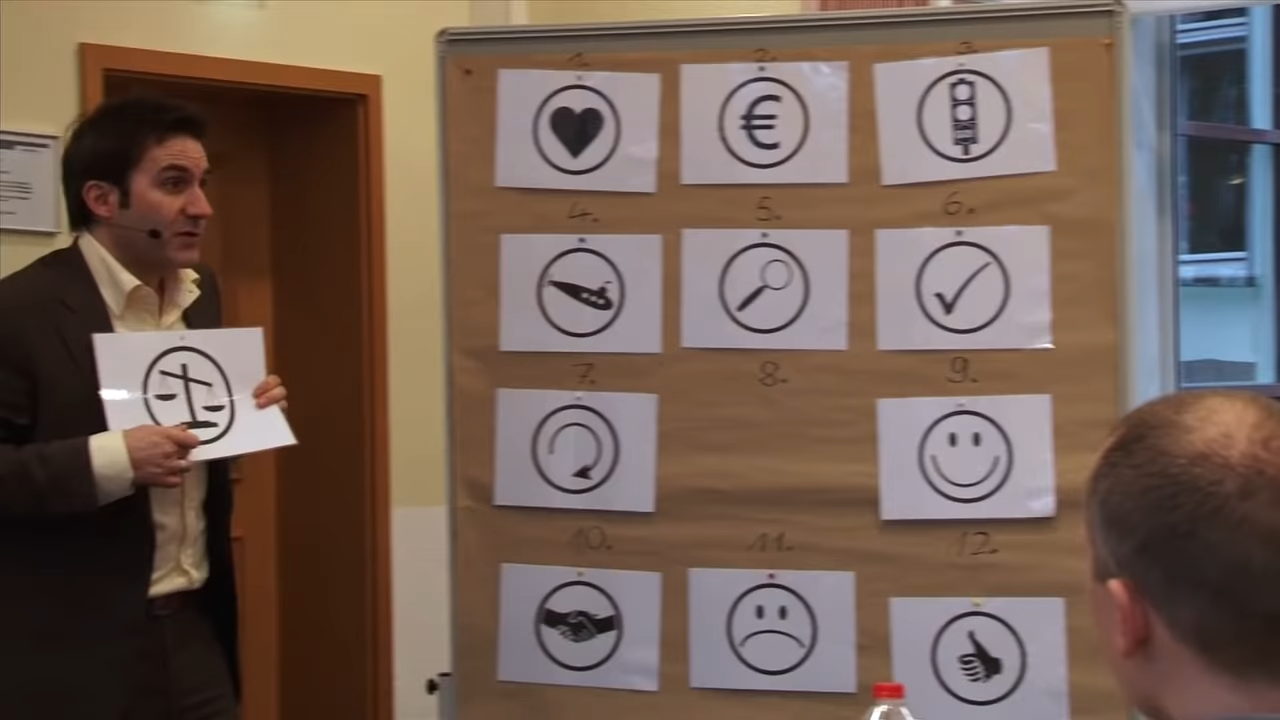 1. 2. 3.
€
4. 5. 6.
7. 8. 9.
10. 11. 12.